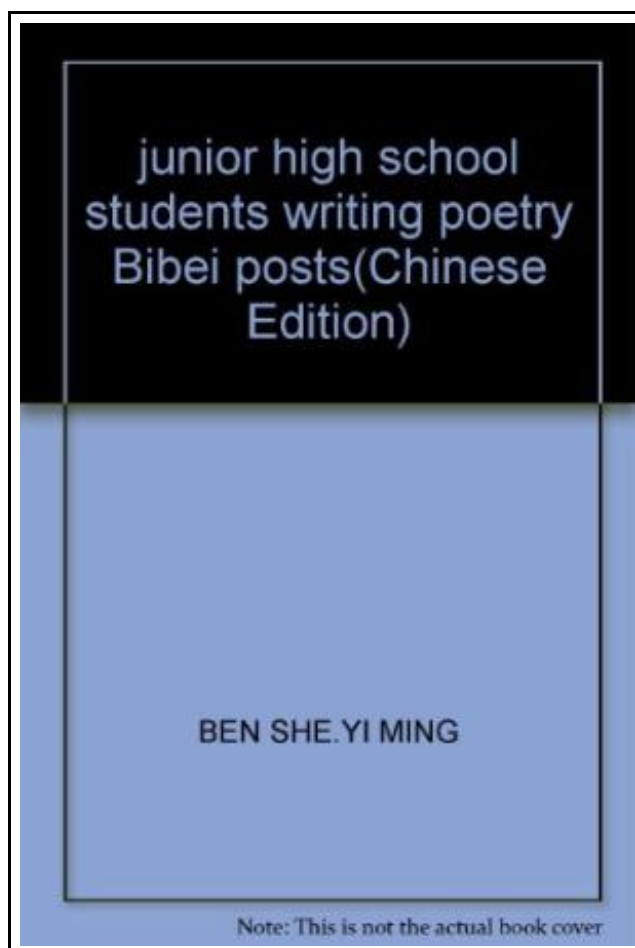 junior high school
students writing poetry
Bibei posts(Chinese
Edition)
BEN SHE.YI MING
Note: This is not the actual book cover